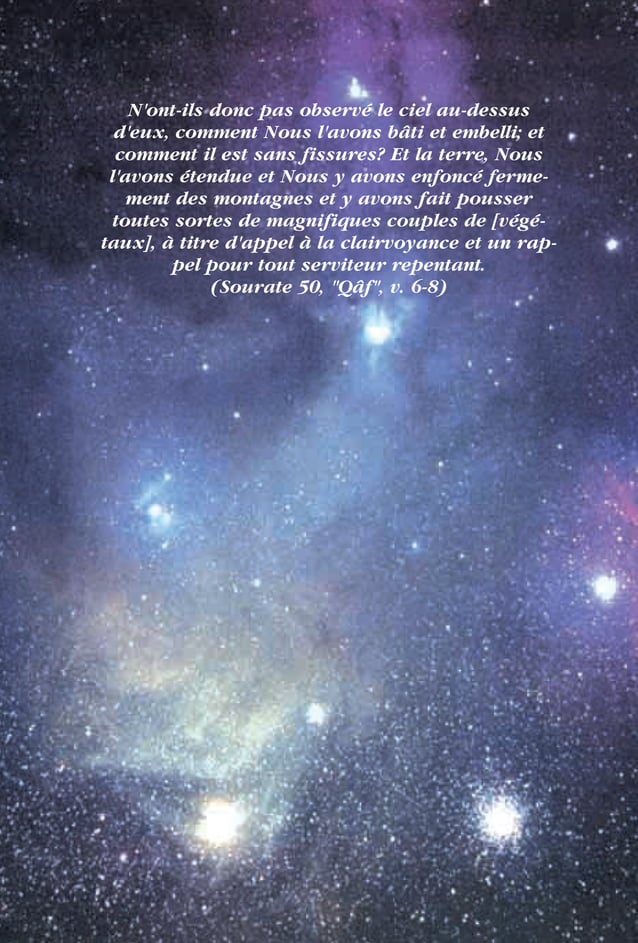 N'ont-ils donc pas observé le ciel au-dessus
d'eux, comment Nous l'avons bâti et embelli; et
comment il est sans fissures? Et la terre, Nous
l'avons étendue et Nous y avons enfoncé ferme-
ment des montagnes et y avons fait pousser
toutes sortes de magnifiques couples de [végé-
taux], à titre d'appel à la clairvoyance et un rap-
pel pour tout serviteur repentant.
(Sourate 50, "Qâf", v. 6-8)